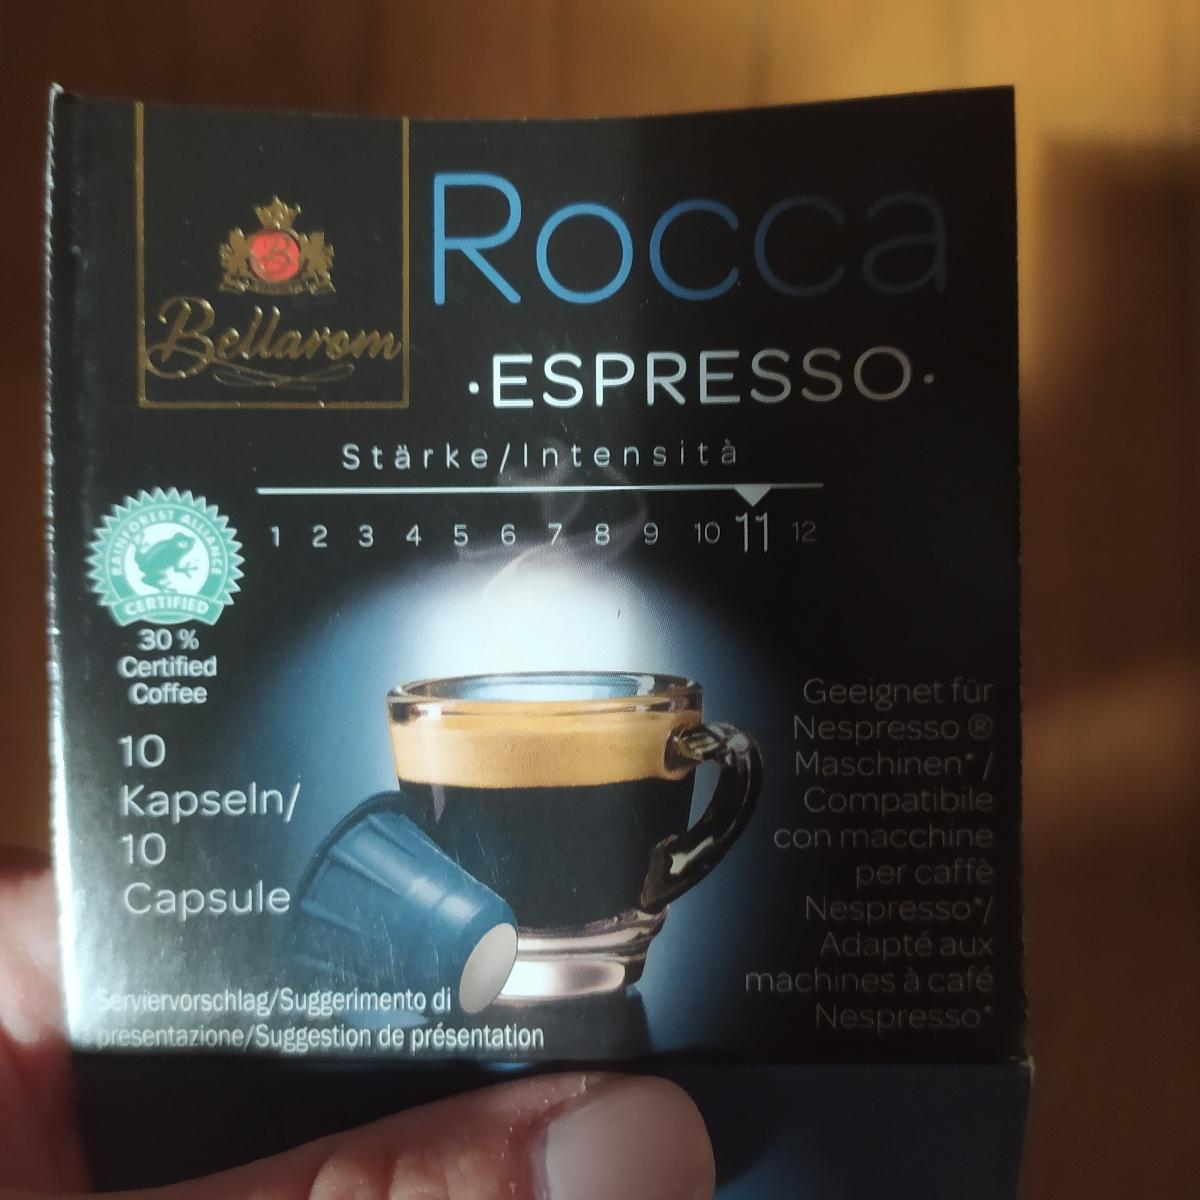 Bellarom
Rocca
·ESPRESSO·
Stärke/Intensità
1 2 3 4 5 6 7 8 9 10 11 12
RAINFOREST ALLIANCE
CERTIFIED
30 %
Certified
Coffee
10
Kapseln/
10
Capsule
Geeignet für
Nespresso ®
Maschinen* /
Compatibile
con macchine
per caffè
Nespresso*/
Adapté aux
machines à café
Nespresso*
Serviervorschlag/Suggerimento di
presentazione/Suggestion de présentation